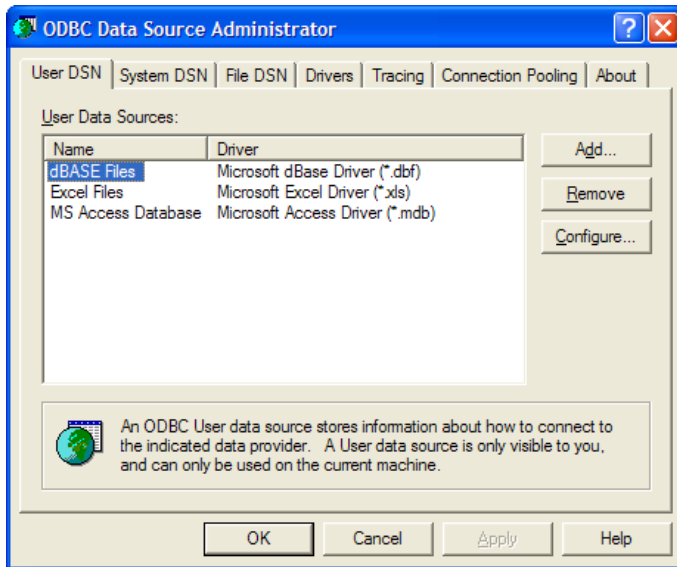 ODBC Data Source Administrator
User DSN System DSN File DSN Drivers Tracing Connection Pooling About
User Data Sources:
Name Driver
dBASE Files Microsoft dBase Driver (*.dbf)
Excel Files Microsoft Excel Driver (*.xls)
MS Access Database Microsoft Access Driver (*.mdb)
Add...
Remove
Configure...
An ODBC User data source stores information about how to connect to
the indicated data provider. A User data source is only visible to you,
and can only be used on the current machine.
OK Cancel Apply Help